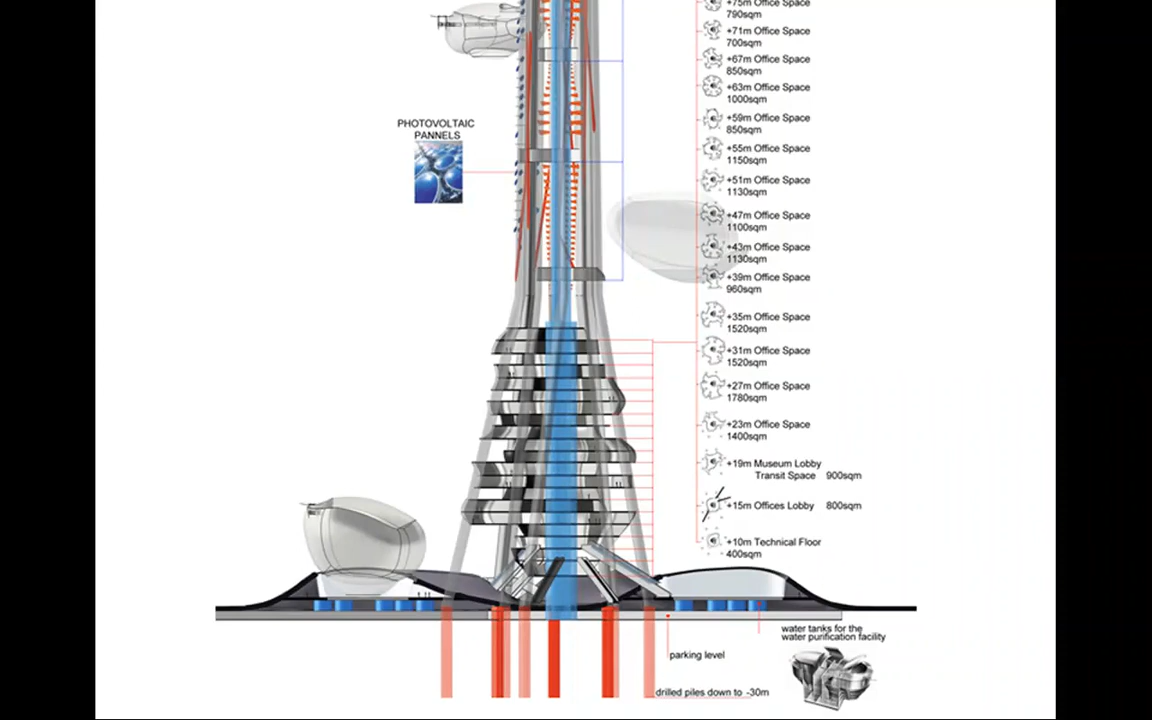 +75m Office Space
790sqm
+71m Office Space
700sqm
+67m Office Space
850sqm
+63m Office Space
1000sqm
+59m Office Space
850sqm
+55m Office Space
1150sqm
+51m Office Space
1130sqm
+47m Office Space
1100sqm
+43m Office Space
1130sqm
+39m Office Space
960sqm
+35m Office Space
1520sqm
+31m Office Space
1520sqm
+27m Office Space
1780sqm
+23m Office Space
1400sqm
+19m Museum Lobby
Transit Space 900sqm
+15m Offices Lobby 800sqm
+10m Technical Floor
400sqm
PHOTOVOLTAIC
PANNELS
water tanks for the
water purification facility
parking level
drilled piles down to -30m